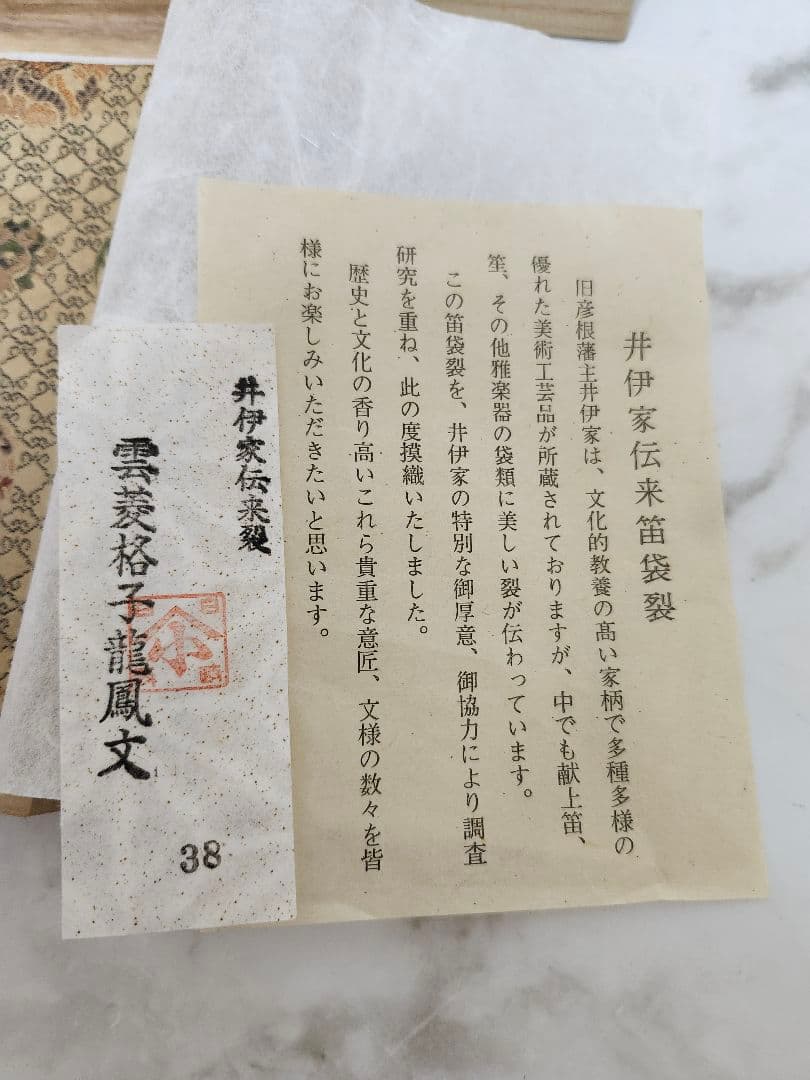 井伊家伝来笛袋裂
旧彦根藩主井伊家は、文化的教養の髙い家柄で多種多様の
優れた美術工芸品が所蔵されておりますが、中でも献上笛、
笙、その他雅楽器の袋類に美しい裂が伝わっています。
この笛袋裂を、井伊家の特別な御厚意、御協力により調査
研究を重ね、此の度摸織いたしました。
歴史と文化の香り高いこれら貴重な意匠、文様の数々を皆
様にお楽しみいただきたいと思います。
井伊家伝来裂
雲菱格子龍鳳文
小
38